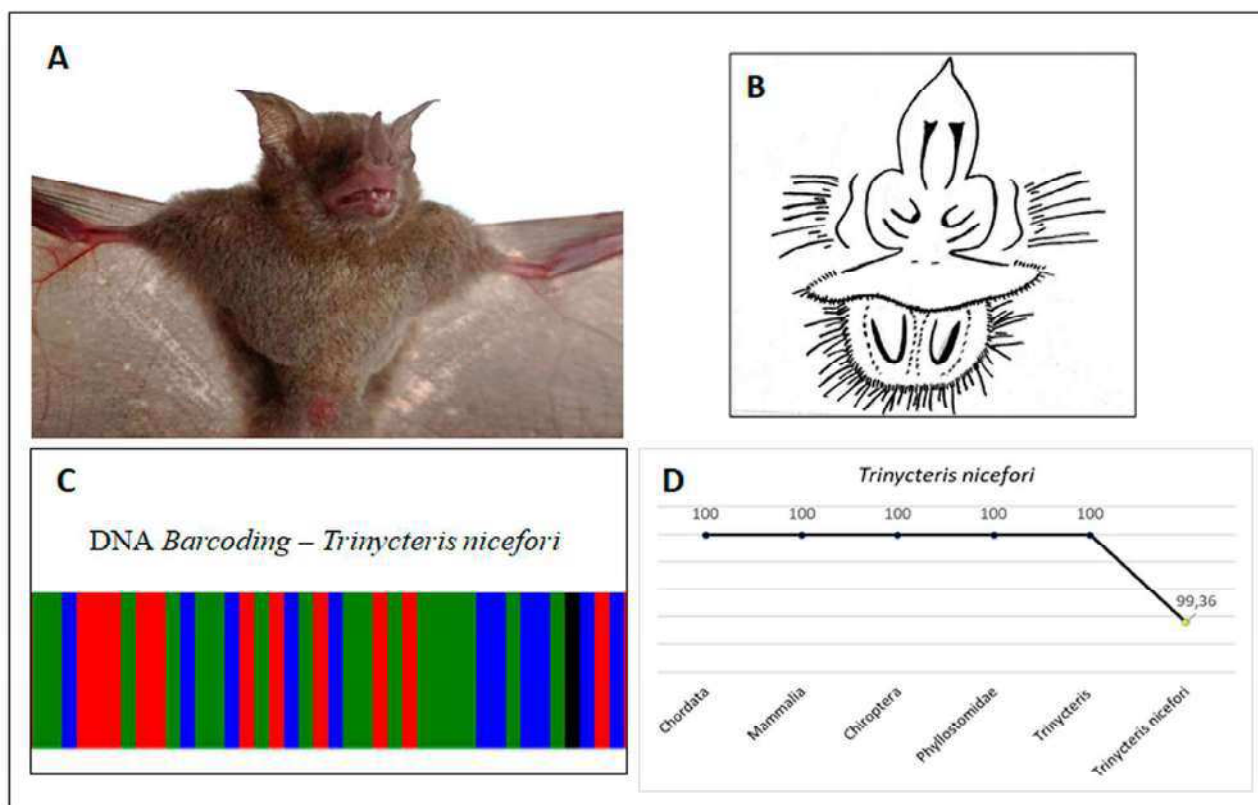 A
B
C
DNA Barcoding – Trinycteris nicefori
D
Trinycteris nicefori
100 100 100 100 100
99,36
Chordata
Mammalia
Chiroptera
Phyllostomidae
Trinycteris
Trinycteris nicefori